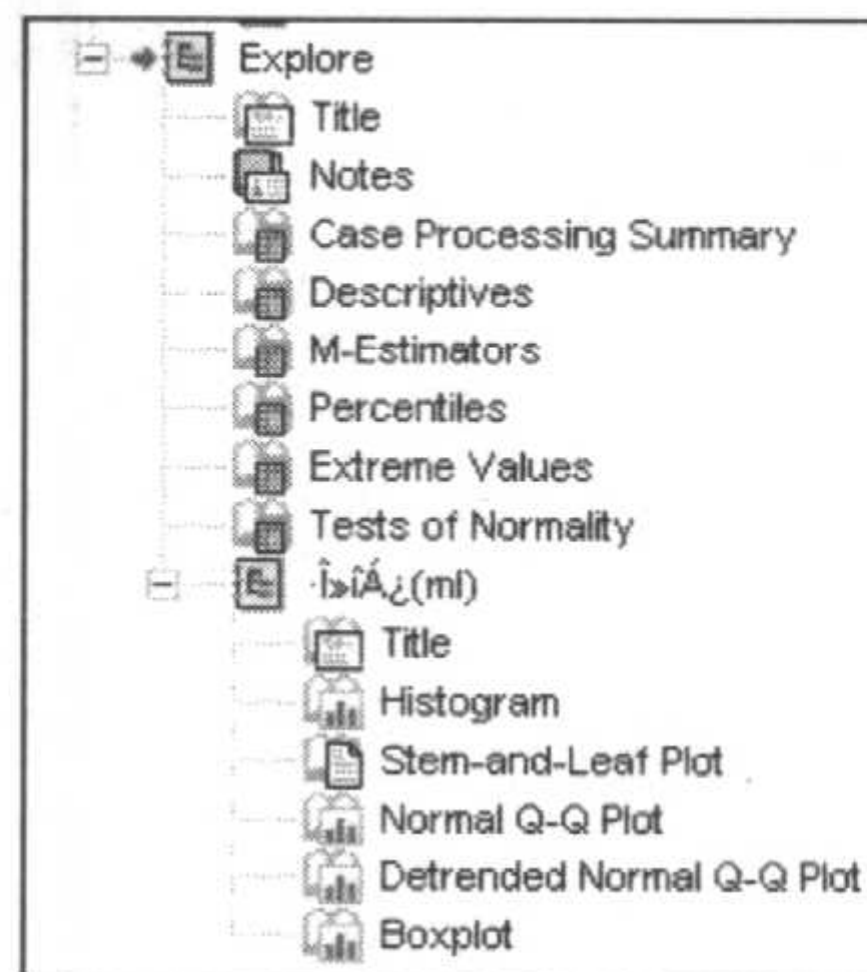 Explore
Title
Notes
Case Processing Summary
Descriptives
M-Estimators
Percentiles
Extreme Values
Tests of Normality
·Î»îÁ¿(ml)
Title
Histogram
Stem-and-Leaf Plot
Normal Q-Q Plot
Detrended Normal Q-Q Plot
Boxplot